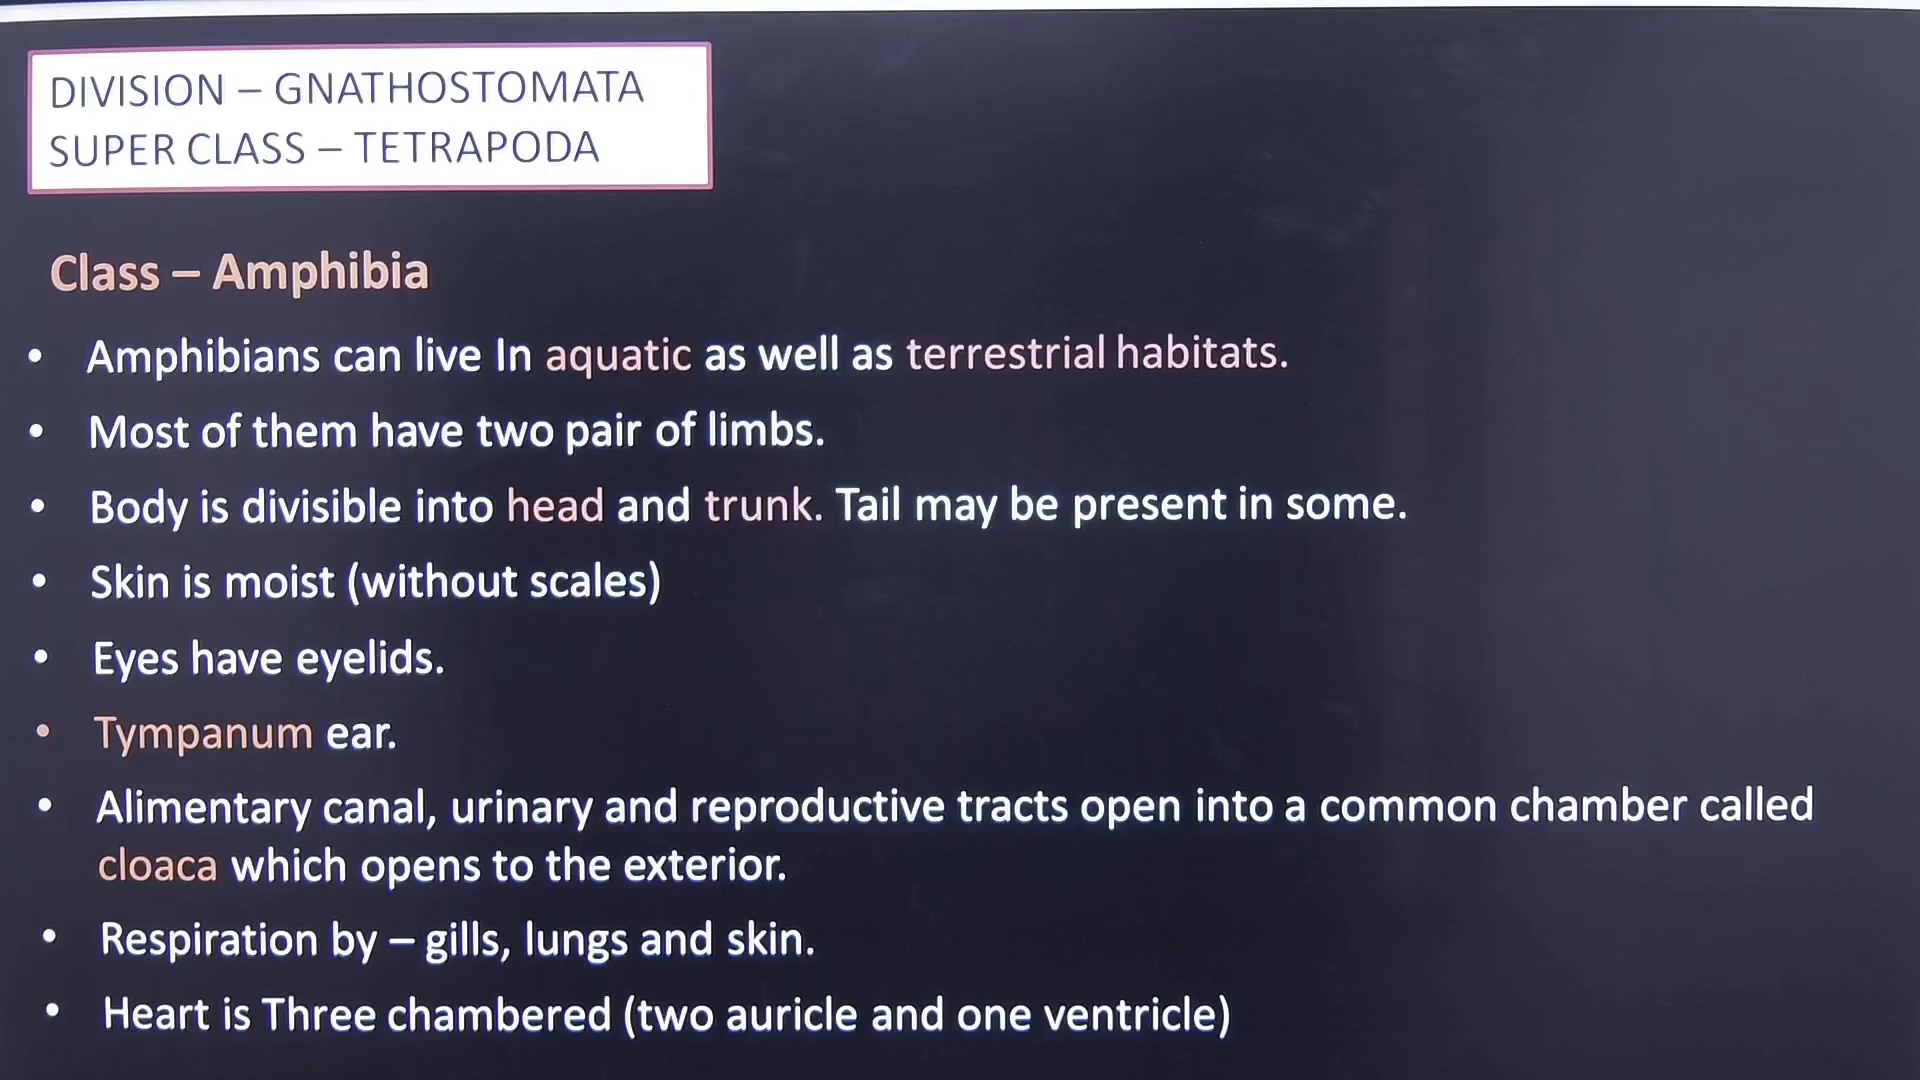 DIVISION – GNATHOSTOMATA
SUPER CLASS – TETRAPODA
Class – Amphibia
• Amphibians can live In aquatic as well as terrestrial habitats.
• Most of them have two pair of limbs.
• Body is divisible into head and trunk. Tail may be present in some.
• Skin is moist (without scales)
• Eyes have eyelids.
• Tympanum ear.
• Alimentary canal, urinary and reproductive tracts open into a common chamber called
cloaca which opens to the exterior.
• Respiration by – gills, lungs and skin.
• Heart is Three chambered (two auricle and one ventricle)